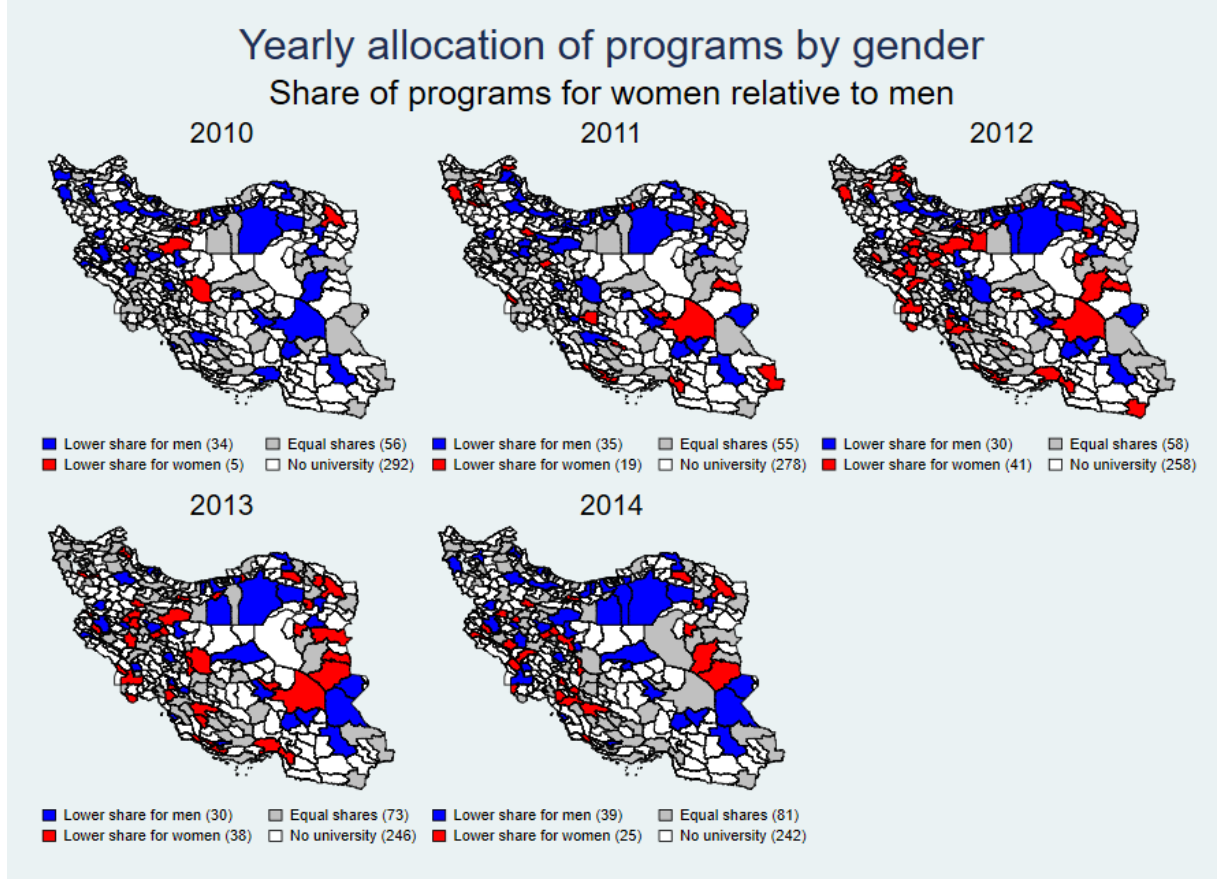 Yearly allocation of programs by gender
Share of programs for women relative to men
2010
2011
2012
Lower share for men (34)
Equal shares (56)
Lower share for women (5)
No university (292)
Lower share for men (35)
Equal shares (55)
Lower share for women (19)
No university (278)
Lower share for men (30)
Equal shares (58)
Lower share for women (41)
No university (258)
2013
2014
Lower share for men (30)
Equal shares (73)
Lower share for women (38)
No university (246)
Lower share for men (39)
Equal shares (81)
Lower share for women (25)
No university (242)